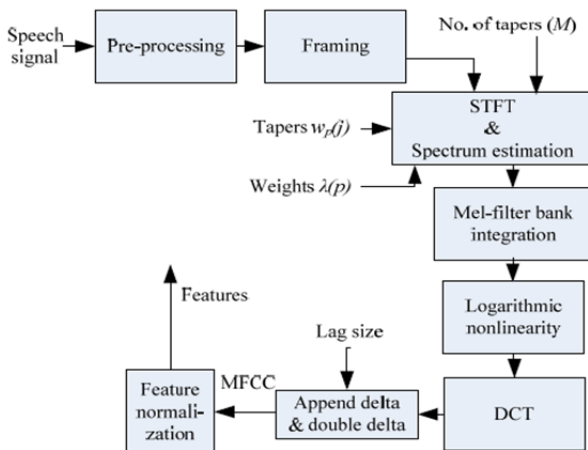 Speech
signal
Pre-processing
Framing
No. of tapers (M)
STFT
&
Spectrum estimation
Tapers wₚ(j)
Weights λ(p)
Mel-filter bank
integration
Logarithmic
nonlinearity
DCT
Lag size
Append delta
& double delta
MFCC
Feature
normali-
zation
Features